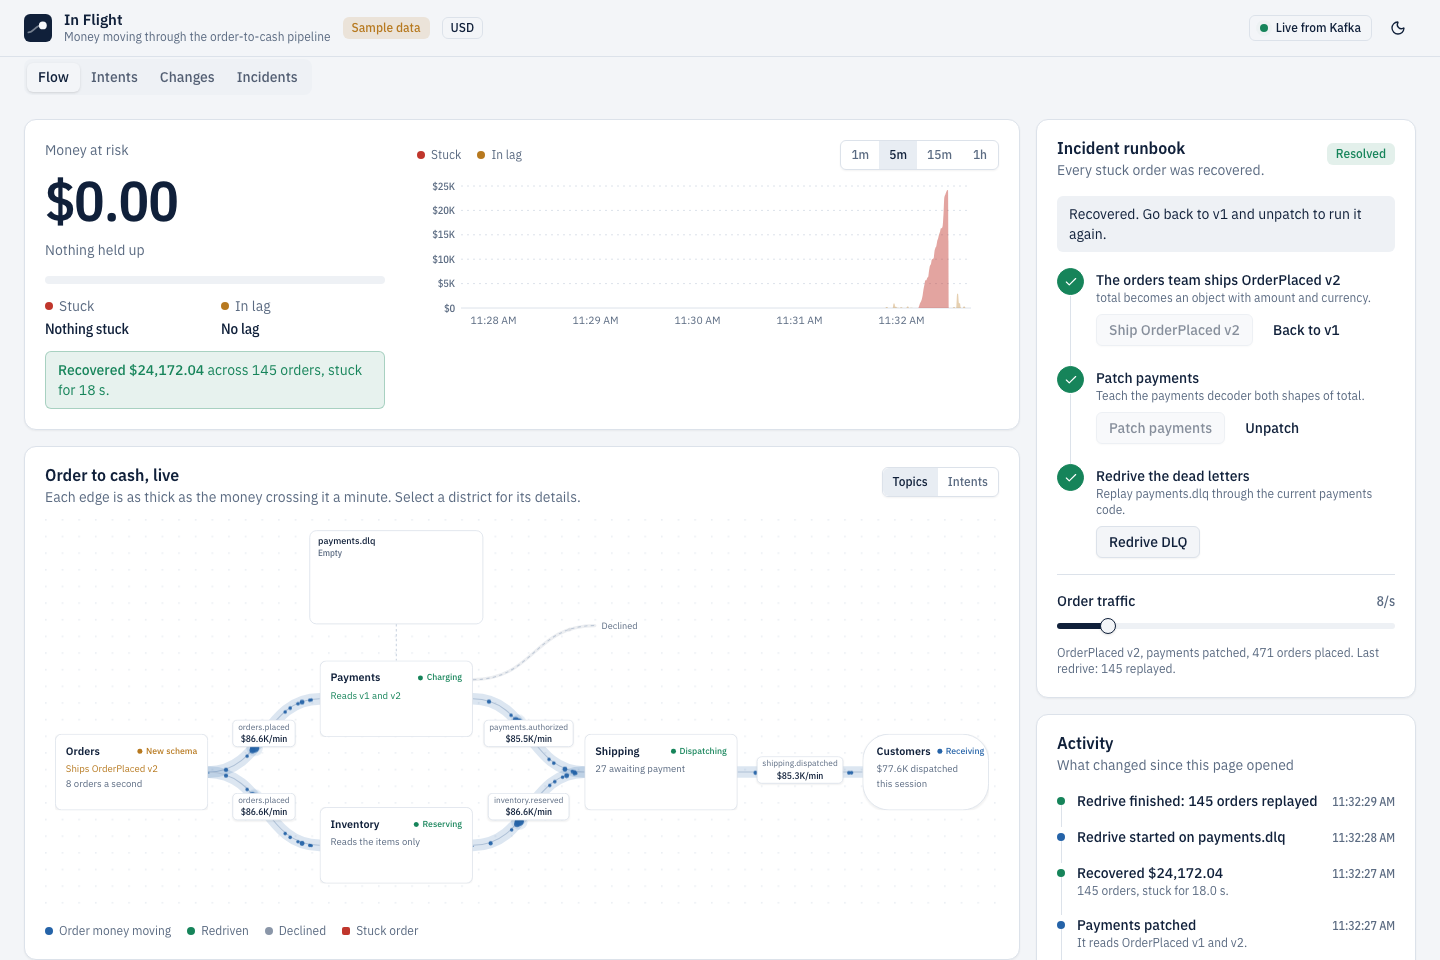 In Flight
Money moving through the order-to-cash pipeline
Sample data
USD
Live from Kafka
Flow
Intents
Changes
Incidents
Money at risk
$0.00
Nothing held up
Stuck
In lag
Nothing stuck
No lag
Recovered $24,172.04 across 145 orders, stuck
for 18 s.
Stuck
In lag
1m
5m
15m
1h
$25K
$20K
$15K
$10K
$5K
$0
11:28 AM
11:29 AM
11:30 AM
11:31 AM
11:32 AM
Order to cash, live
Each edge is as thick as the money crossing it a minute. Select a district for its details.
Topics
Intents
payments.dlq
Empty
Declined
Payments
Charging
Reads v1 and v2
orders.placed
$86.6K/min
payments.authorized
$85.5K/min
Orders
New schema
Ships OrderPlaced v2
8 orders a second
Shipping
Dispatching
27 awaiting payment
shipping.dispatched
$85.3K/min
Customers
Receiving
$77.6K dispatched
this session
orders.placed
$86.6K/min
inventory.reserved
$86.6K/min
Inventory
Reserving
Reads the items only
Order money moving
Redriven
Declined
Stuck order
Incident runbook
Every stuck order was recovered.
Resolved
Recovered. Go back to v1 and unpatch to run it
again.
The orders team ships OrderPlaced v2
total becomes an object with amount and currency.
Ship OrderPlaced v2
Back to v1
Patch payments
Teach the payments decoder both shapes of total.
Patch payments
Unpatch
Redrive the dead letters
Replay payments.dlq through the current payments
code.
Redrive DLQ
Order traffic
8/s
OrderPlaced v2, payments patched, 471 orders placed. Last
redrive: 145 replayed.
Activity
What changed since this page opened
Redrive finished: 145 orders replayed
11:32:29 AM
Redrive started on payments.dlq
11:32:28 AM
Recovered $24,172.04
11:32:27 AM
145 orders, stuck for 18.0 s.
Payments patched
11:32:27 AM
It reads OrderPlaced v1 and v2.